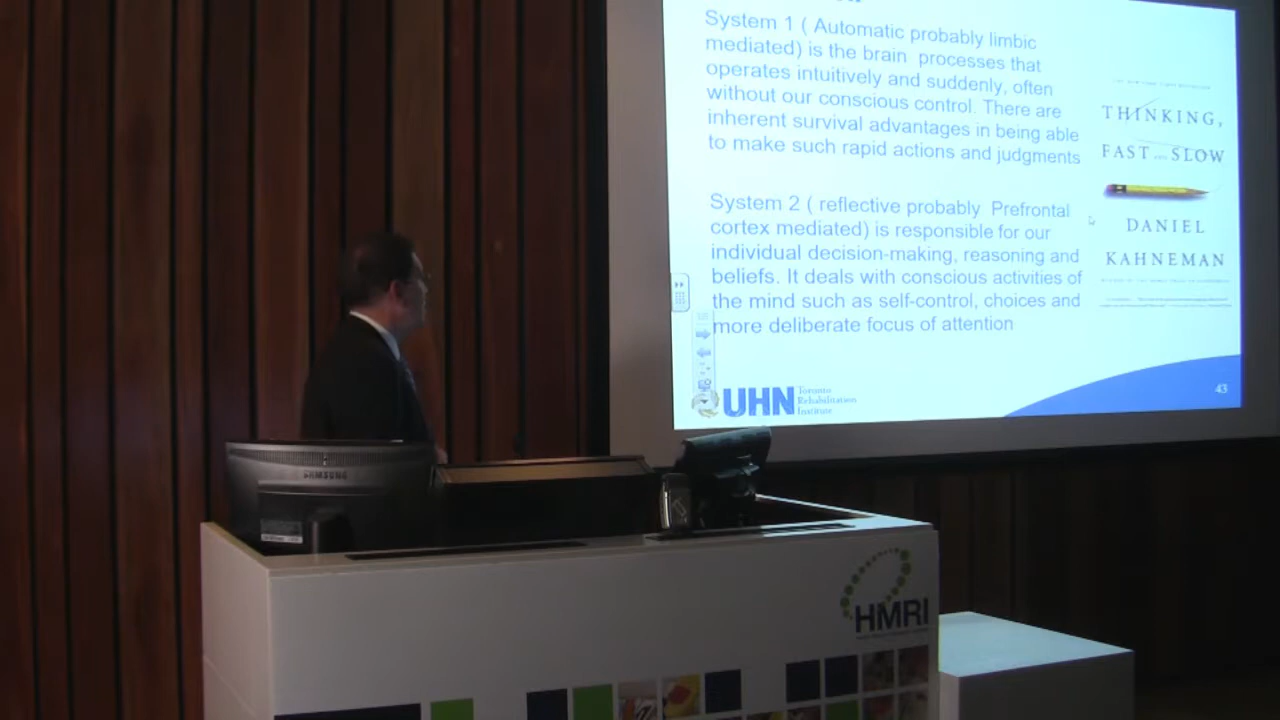 System 1 ( Automatic probably limbic
mediated) is the brain processes that
operates intuitively and suddenly, often
without our conscious control. There are
inherent survival advantages in being able
to make such rapid actions and judgments
System 2 ( reflective probably Prefrontal
cortex mediated) is responsible for our
individual decision-making, reasoning and
beliefs. It deals with conscious activities of
the mind such as self-control, choices and
more deliberate focus of attention
THINKING,
FAST AND SLOW
DANIEL
KAHNEMAN
UHN
Toronto
Rehabilitation
Institute
43
SAMSUNG
HMRI